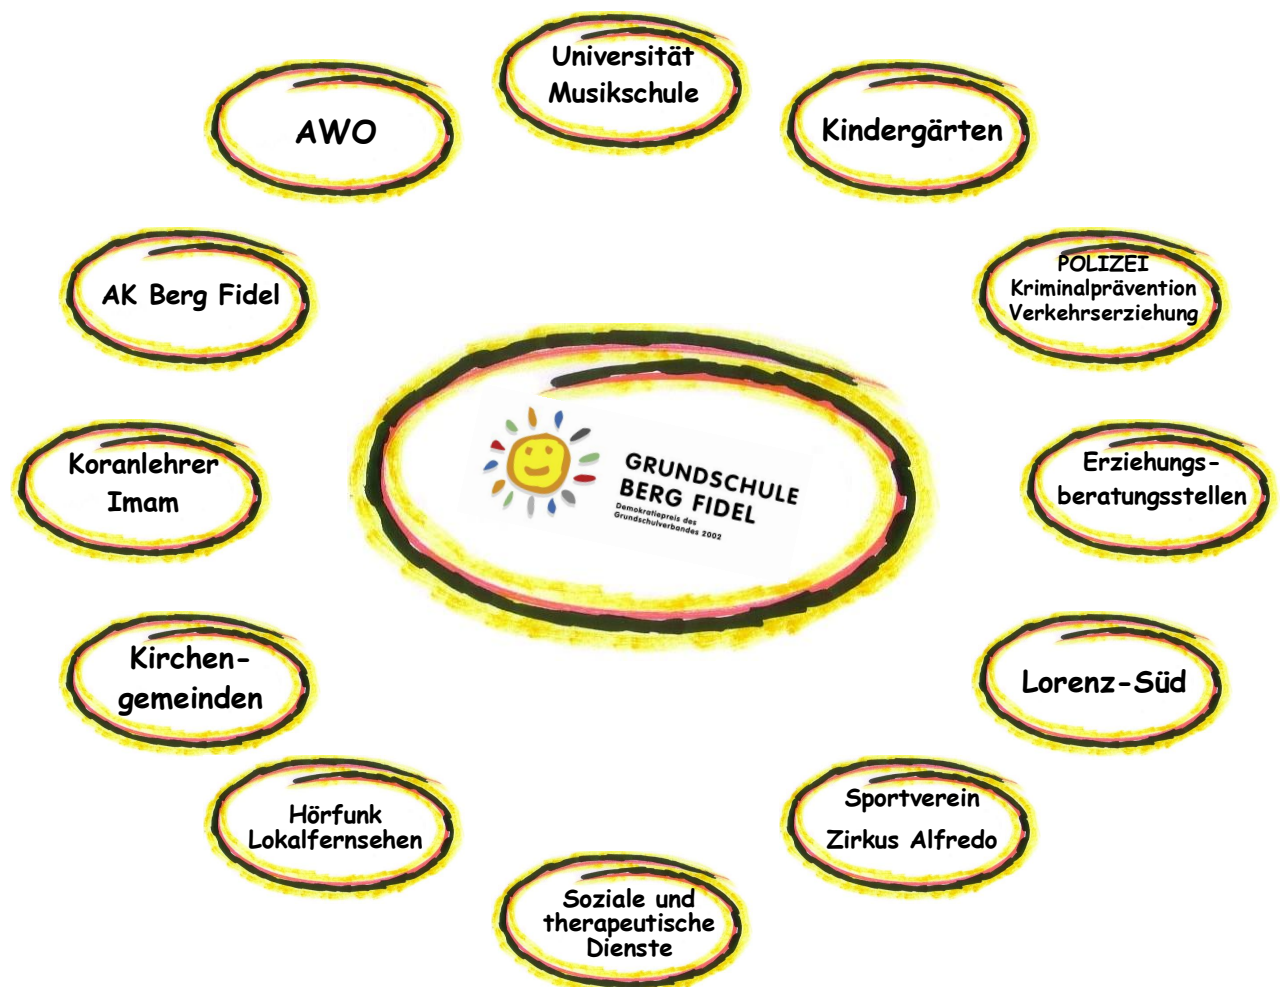 Universität
Musikschule
AWO
Kindergärten
POLIZEI
Kriminalprävention
Verkehrserziehung
AK Berg Fidel
GRUNDSCHULE
BERG FIDEL
Demokratiepreis des
Grundschulverbandes 2002
Koranlehrer
Imam
Erziehungs-
beratungsstellen
Kirchen-
gemeinden
Lorenz-Süd
Hörfunk
Lokalfernsehen
Sportverein
Zirkus Alfredo
Soziale und
therapeutische
Dienste